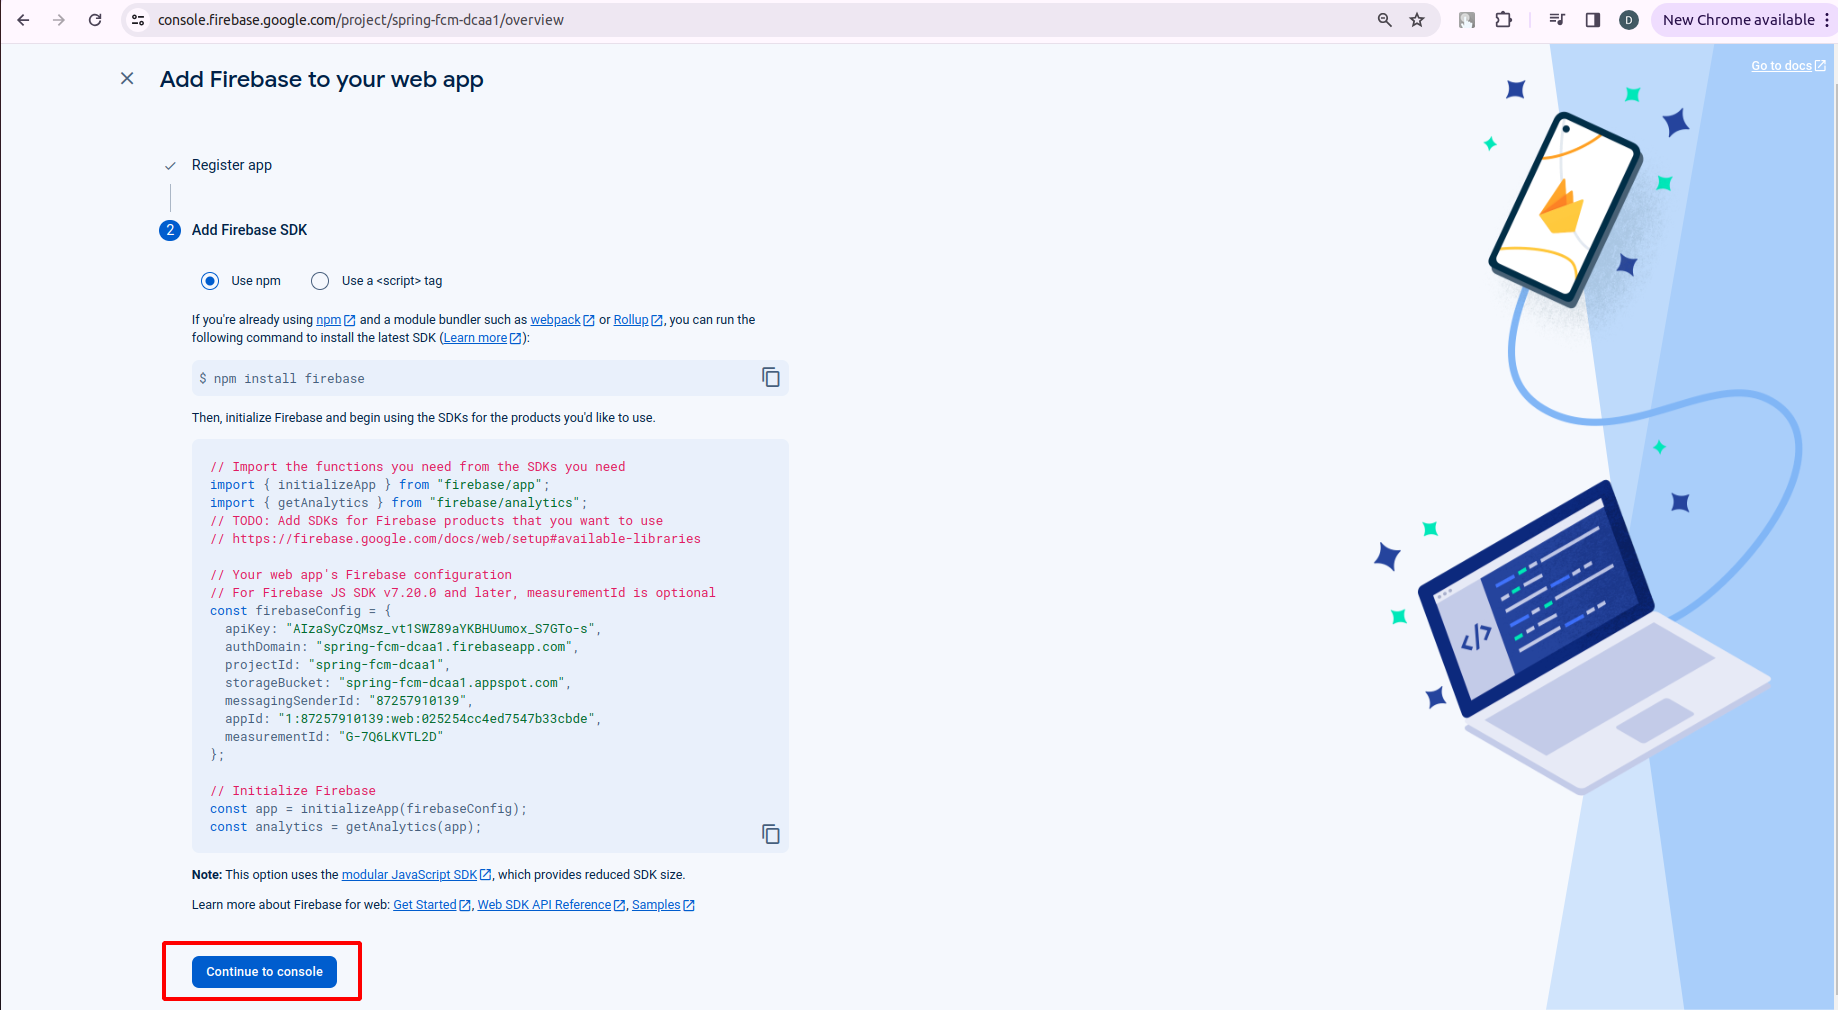 console.firebase.google.com/project/spring-fcm-dcaa1/overview
D
New Chrome available
Go to docs
Add Firebase to your web app
Register app
2 Add Firebase SDK
Use npm Use a <script> tag
If you're already using npm and a module bundler such as webpack or Rollup, you can run the
following command to install the latest SDK (Learn more):
$ npm install firebase
Then, initialize Firebase and begin using the SDKs for the products you'd like to use.
// Import the functions you need from the SDKs you need
import { initializeApp } from "firebase/app";
import { getAnalytics } from "firebase/analytics";
// TODO: Add SDKs for Firebase products that you want to use
// https://firebase.google.com/docs/web/setup#available-libraries
// Your web app's Firebase configuration
// For Firebase JS SDK v7.20.0 and later, measurementId is optional
const firebaseConfig = {
apiKey: "AIzaSyCzQMsz_vt1SWZ89aYKBHUumox_S7GTo-s",
authDomain: "spring-fcm-dcaa1.firebaseapp.com",
projectId: "spring-fcm-dcaa1",
storageBucket: "spring-fcm-dcaa1.appspot.com",
messagingSenderId: "87257910139",
appId: "1:87257910139:web:025254cc4ed7547b33cbde",
measurementId: "G-7Q6LKVTL2D"
};
// Initialize Firebase
const app = initializeApp(firebaseConfig);
const analytics = getAnalytics(app);
Note: This option uses the modular JavaScript SDK, which provides reduced SDK size.
Learn more about Firebase for web: Get Started, Web SDK API Reference, Samples
Continue to console